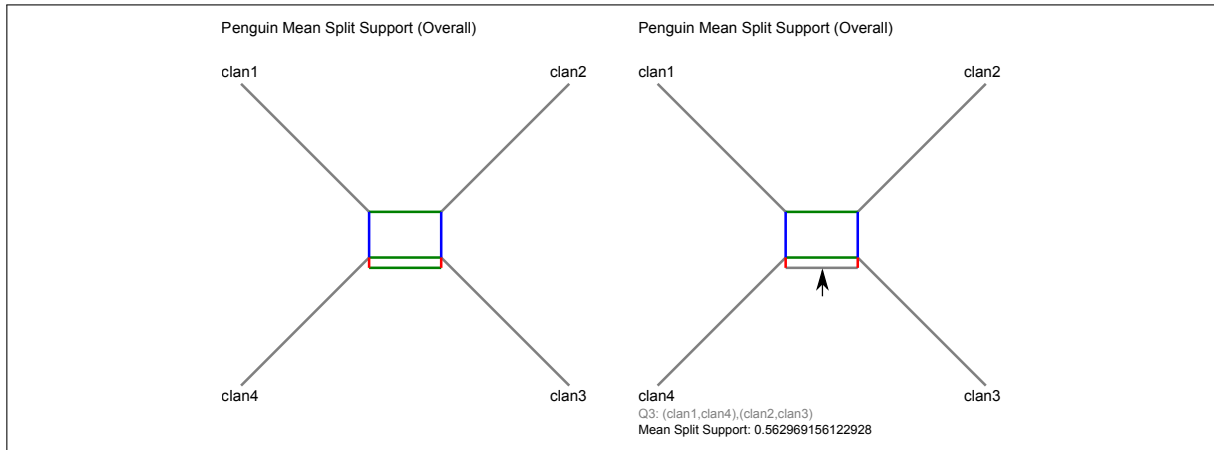 Penguin Mean Split Support (Overall)
clan1
clan2
clan4
clan3
Penguin Mean Split Support (Overall)
clan1
clan2
clan4
clan3
Q3: (clan1,clan4),(clan2,clan3)
Mean Split Support: 0.562969156122928